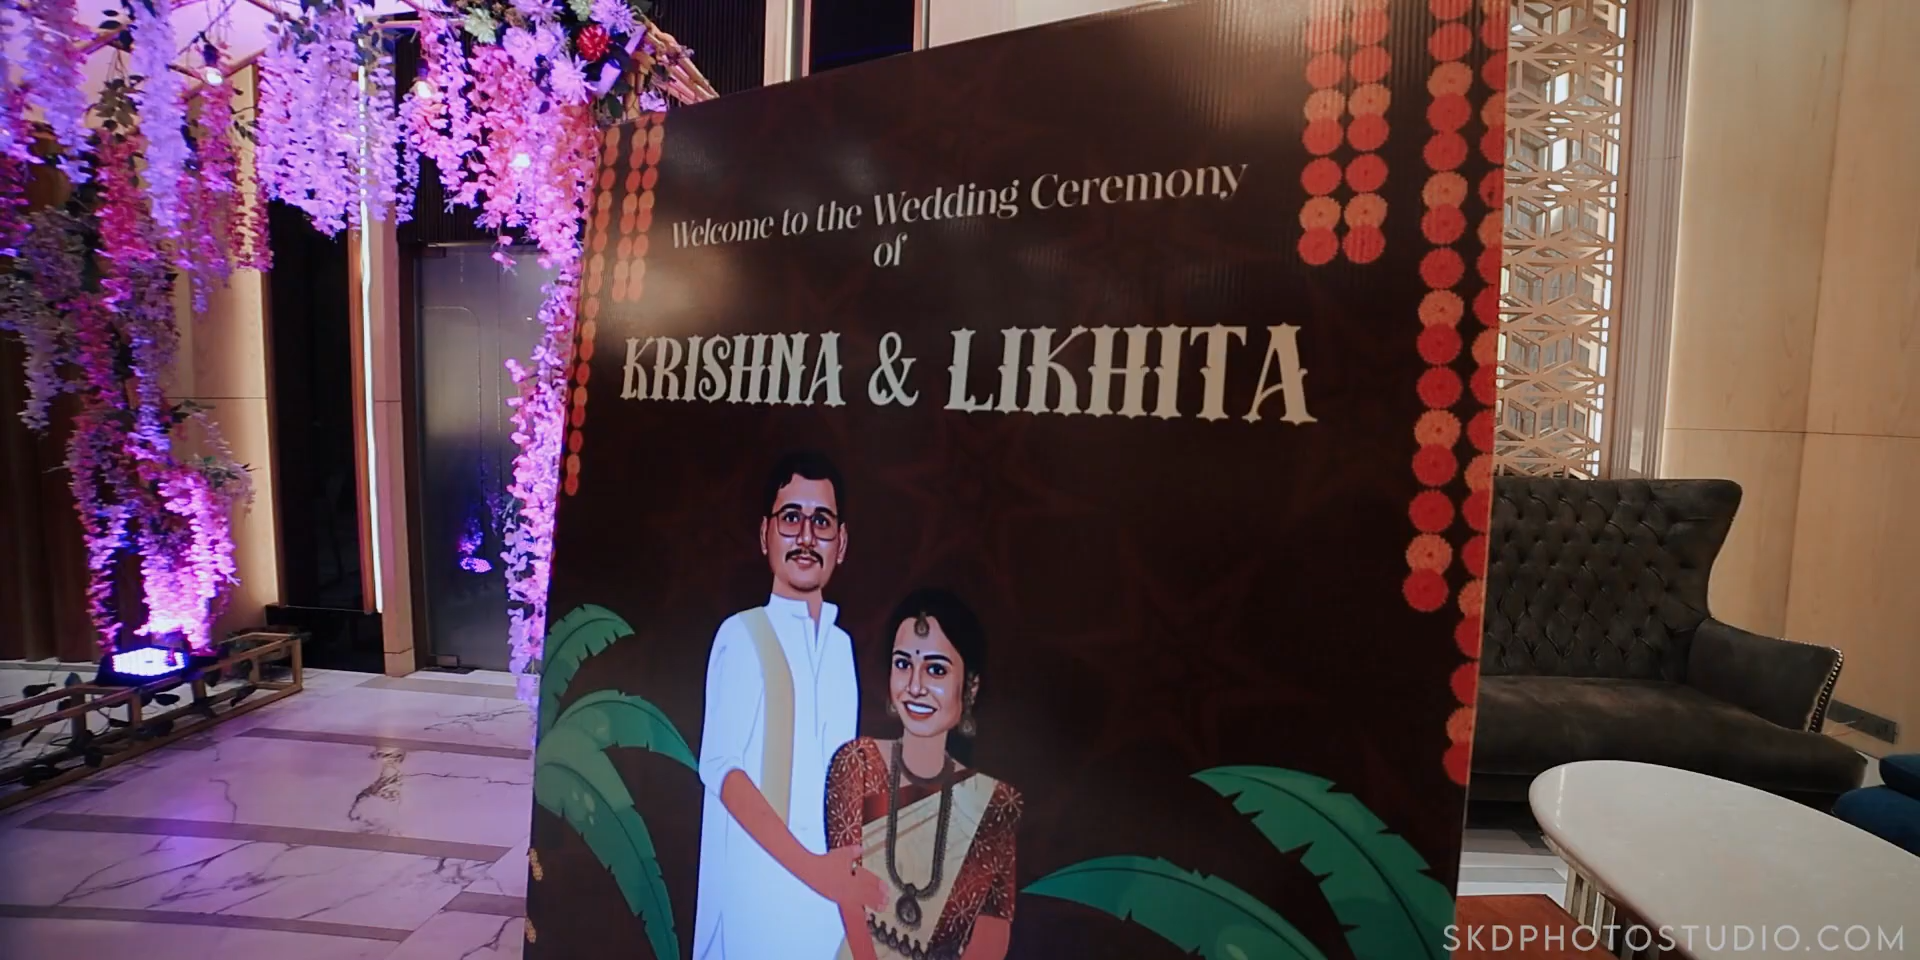 Welcome to the Wedding Ceremony
of
KRISHNA & LIKHITA
SKDPHOTOSTUDIO.COM